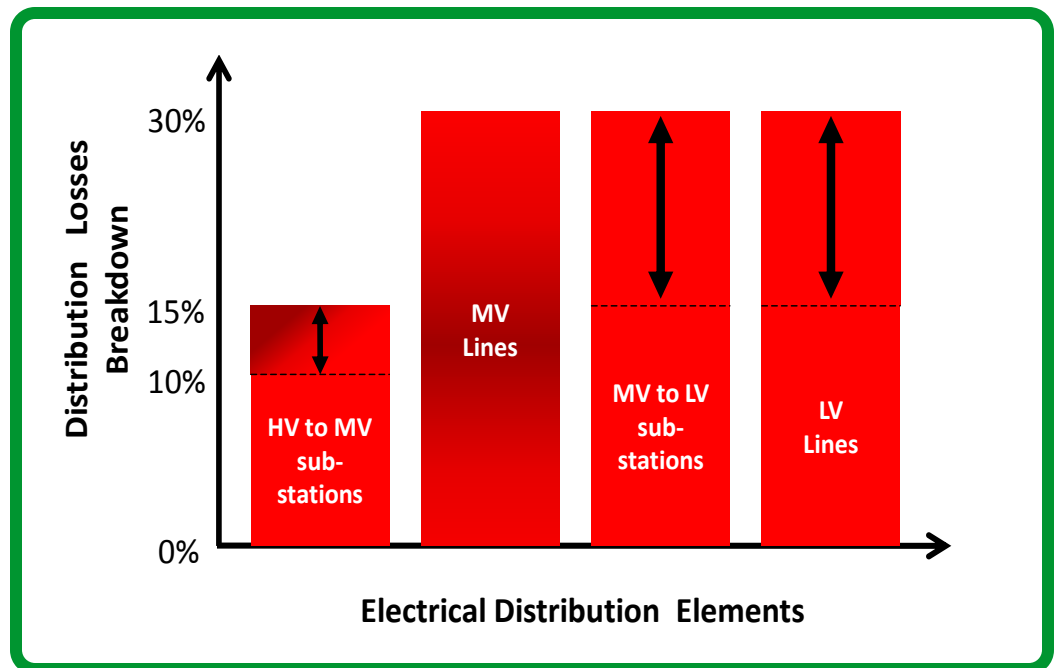 Distribution Losses
Breakdown
30%
15%
10%
0%
HV to MV
sub-
stations
MV
Lines
MV to LV
sub-
stations
LV
Lines
Electrical Distribution Elements